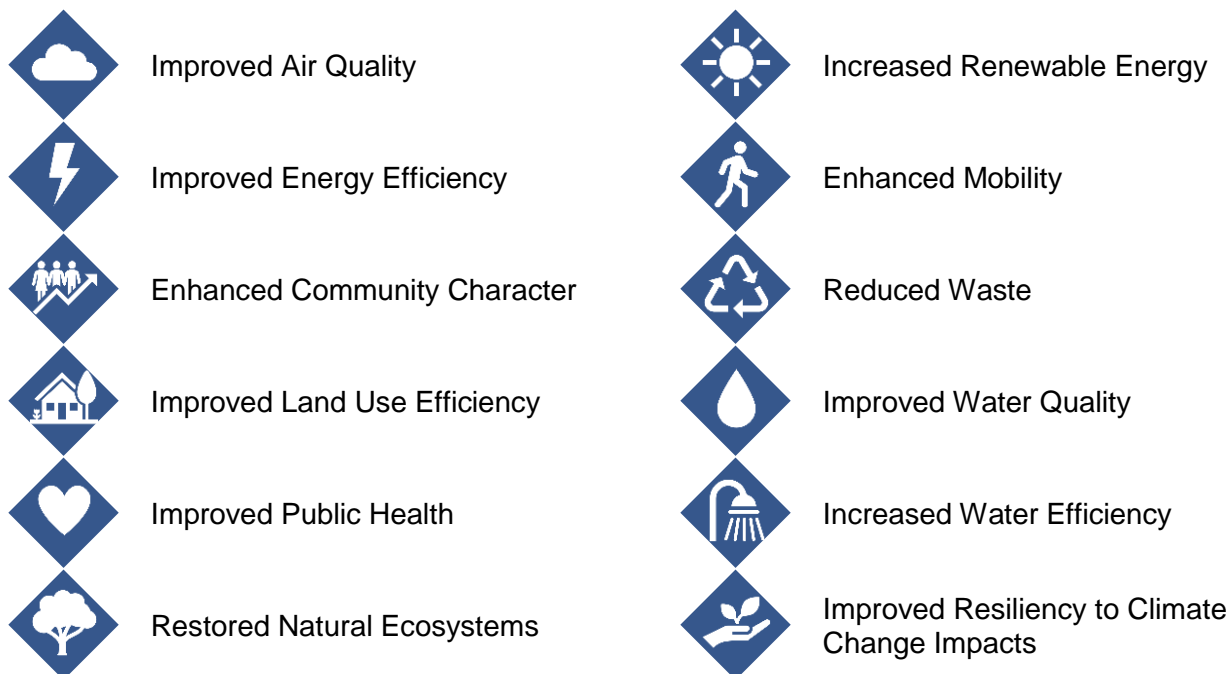 Improved Air Quality
Improved Energy Efficiency
Enhanced Community Character
Improved Land Use Efficiency
Improved Public Health
Restored Natural Ecosystems
Increased Renewable Energy
Enhanced Mobility
Reduced Waste
Improved Water Quality
Increased Water Efficiency
Improved Resiliency to Climate
Change Impacts